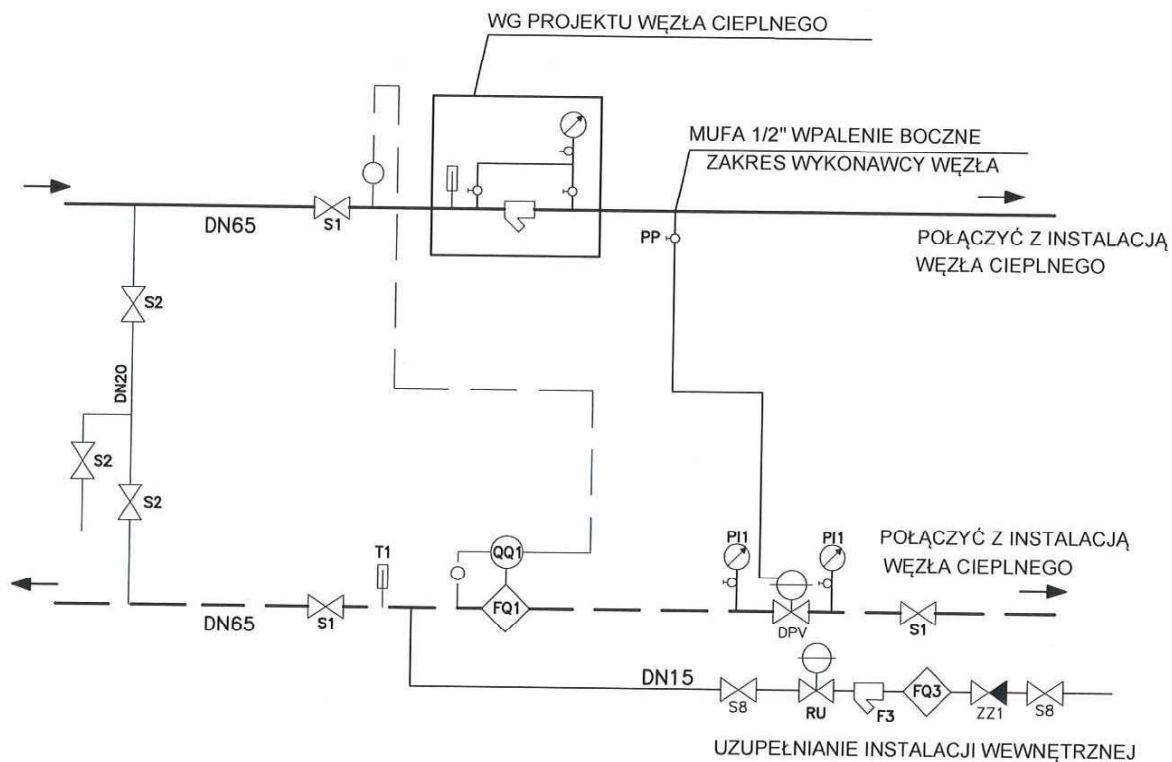 WG PROJEKTU WĘZŁA CIEPLNEGO
MUFA 1/2" WPALENIE BOCZNE
ZAKRES WYKONAWCY WĘZŁA
DN65
S1
PP
POŁĄCZYĆ Z INSTALACJĄ
WĘZŁA CIEPLNEGO
S2
DN20
S2
S2
T1
QQ1
FQ1
PI1
PI1
POŁĄCZYĆ Z INSTALACJĄ
WĘZŁA CIEPLNEGO
DN65
S1
DPV
S1
DN15
S8
RU
F3
FQ3
ZZ1
S8
UZUPEŁNIANIE INSTALACJI WEWNĘTRZNEJ